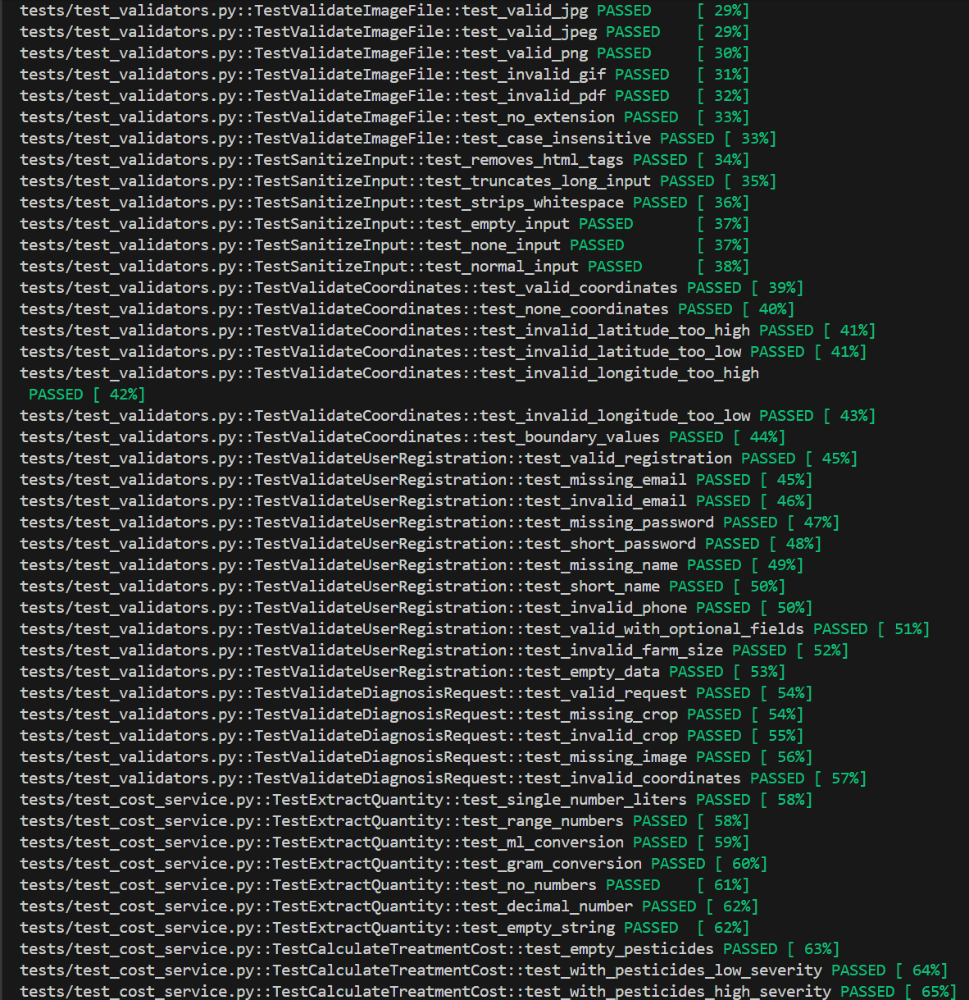 tests/test_validators.py::TestValidateImageFile::test_valid_jpg PASSED     [ 29%]
tests/test_validators.py::TestValidateImageFile::test_valid_jpeg PASSED    [ 29%]
tests/test_validators.py::TestValidateImageFile::test_valid_png PASSED     [ 30%]
tests/test_validators.py::TestValidateImageFile::test_invalid_gif PASSED   [ 31%]
tests/test_validators.py::TestValidateImageFile::test_invalid_pdf PASSED   [ 32%]
tests/test_validators.py::TestValidateImageFile::test_no_extension PASSED  [ 33%]
tests/test_validators.py::TestValidateImageFile::test_case_insensitive PASSED [ 33%]
tests/test_validators.py::TestSanitizeInput::test_removes_html_tags PASSED [ 34%]
tests/test_validators.py::TestSanitizeInput::test_truncates_long_input PASSED [ 35%]
tests/test_validators.py::TestSanitizeInput::test_strips_whitespace PASSED [ 36%]
tests/test_validators.py::TestSanitizeInput::test_empty_input PASSED       [ 37%]
tests/test_validators.py::TestSanitizeInput::test_none_input PASSED        [ 37%]
tests/test_validators.py::TestSanitizeInput::test_normal_input PASSED      [ 38%]
tests/test_validators.py::TestValidateCoordinates::test_valid_coordinates PASSED [ 39%]
tests/test_validators.py::TestValidateCoordinates::test_none_coordinates PASSED [ 40%]
tests/test_validators.py::TestValidateCoordinates::test_invalid_latitude_too_high PASSED [ 41%]
tests/test_validators.py::TestValidateCoordinates::test_invalid_latitude_too_low PASSED [ 41%]
tests/test_validators.py::TestValidateCoordinates::test_invalid_longitude_too_high
 PASSED [ 42%]
tests/test_validators.py::TestValidateCoordinates::test_invalid_longitude_too_low PASSED [ 43%]
tests/test_validators.py::TestValidateCoordinates::test_boundary_values PASSED [ 44%]
tests/test_validators.py::TestValidateUserRegistration::test_valid_registration PASSED [ 45%]
tests/test_validators.py::TestValidateUserRegistration::test_missing_email PASSED [ 45%]
tests/test_validators.py::TestValidateUserRegistration::test_invalid_email PASSED [ 46%]
tests/test_validators.py::TestValidateUserRegistration::test_missing_password PASSED [ 47%]
tests/test_validators.py::TestValidateUserRegistration::test_short_password PASSED [ 48%]
tests/test_validators.py::TestValidateUserRegistration::test_missing_name PASSED [ 49%]
tests/test_validators.py::TestValidateUserRegistration::test_short_name PASSED [ 50%]
tests/test_validators.py::TestValidateUserRegistration::test_invalid_phone PASSED [ 50%]
tests/test_validators.py::TestValidateUserRegistration::test_valid_with_optional_fields PASSED [ 51%]
tests/test_validators.py::TestValidateUserRegistration::test_invalid_farm_size PASSED [ 52%]
tests/test_validators.py::TestValidateUserRegistration::test_empty_data PASSED [ 53%]
tests/test_validators.py::TestValidateDiagnosisRequest::test_valid_request PASSED [ 54%]
tests/test_validators.py::TestValidateDiagnosisRequest::test_missing_crop PASSED [ 54%]
tests/test_validators.py::TestValidateDiagnosisRequest::test_invalid_crop PASSED [ 55%]
tests/test_validators.py::TestValidateDiagnosisRequest::test_missing_image PASSED [ 56%]
tests/test_validators.py::TestValidateDiagnosisRequest::test_invalid_coordinates PASSED [ 57%]
tests/test_cost_service.py::TestExtractQuantity::test_single_number_liters PASSED [ 58%]
tests/test_cost_service.py::TestExtractQuantity::test_range_numbers PASSED [ 58%]
tests/test_cost_service.py::TestExtractQuantity::test_ml_conversion PASSED [ 59%]
tests/test_cost_service.py::TestExtractQuantity::test_gram_conversion PASSED [ 60%]
tests/test_cost_service.py::TestExtractQuantity::test_no_numbers PASSED    [ 61%]
tests/test_cost_service.py::TestExtractQuantity::test_decimal_number PASSED [ 62%]
tests/test_cost_service.py::TestExtractQuantity::test_empty_string PASSED  [ 62%]
tests/test_cost_service.py::TestCalculateTreatmentCost::test_empty_pesticides PASSED [ 63%]
tests/test_cost_service.py::TestCalculateTreatmentCost::test_with_pesticides_low_severity PASSED [ 64%]
tests/test_cost_service.py::TestCalculateTreatmentCost::test_with_pesticides_high_severity PASSED [ 65%]